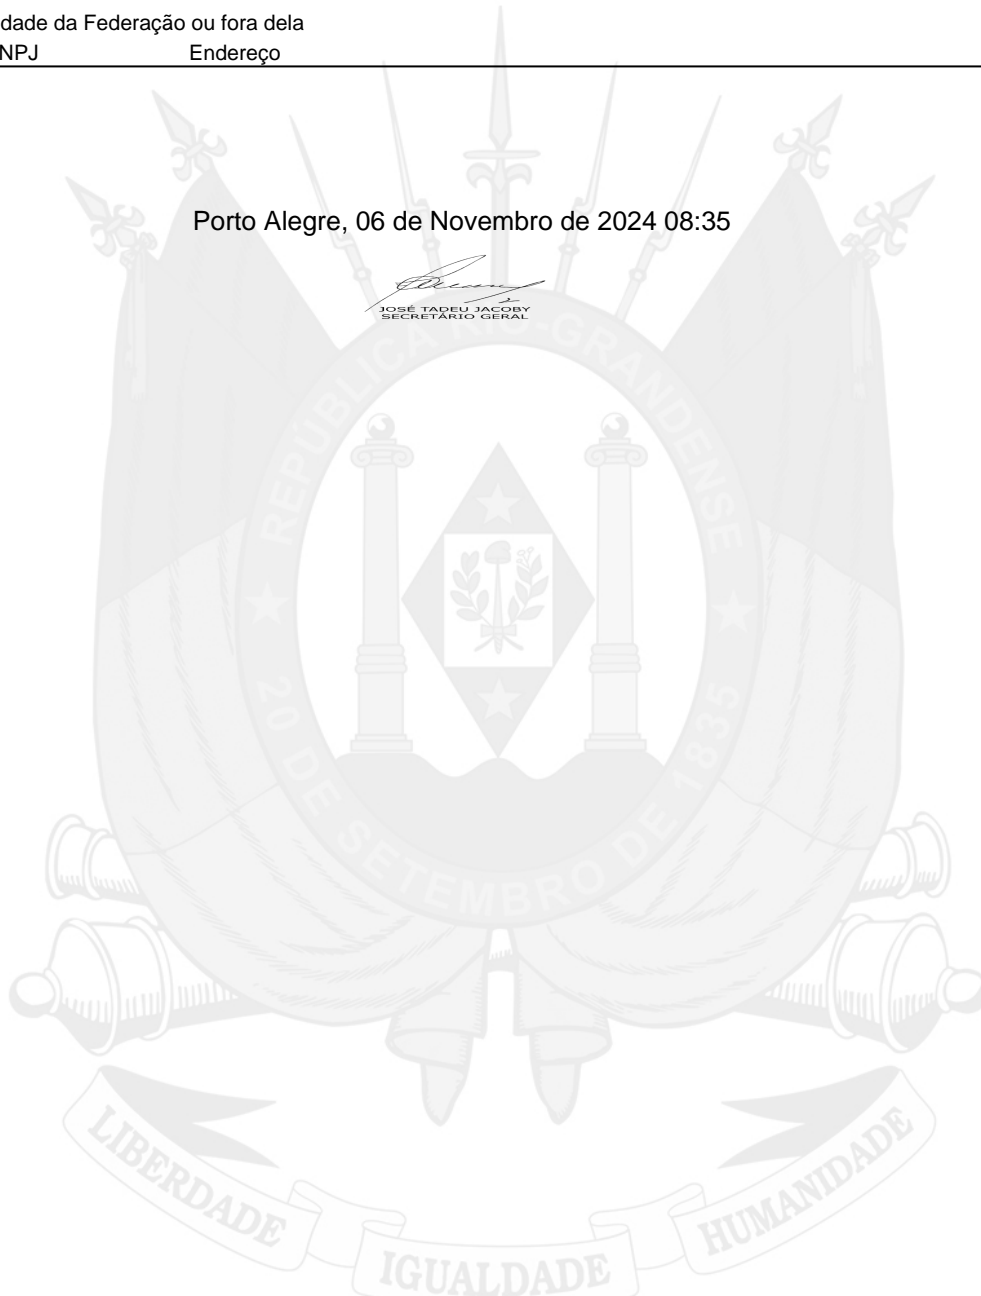 dade da Federação ou fora dela
NPJ Endereço
Porto Alegre, 06 de Novembro de 2024 08:35
JOSÉ TADEU JACOBY
SECRETÁRIO GERAL
REPÚBLICA RIO-GRANDENSE
20 DE SETEMBRO DE 1835
LIBERDADE
IGUALDADE
HUMANIDADE